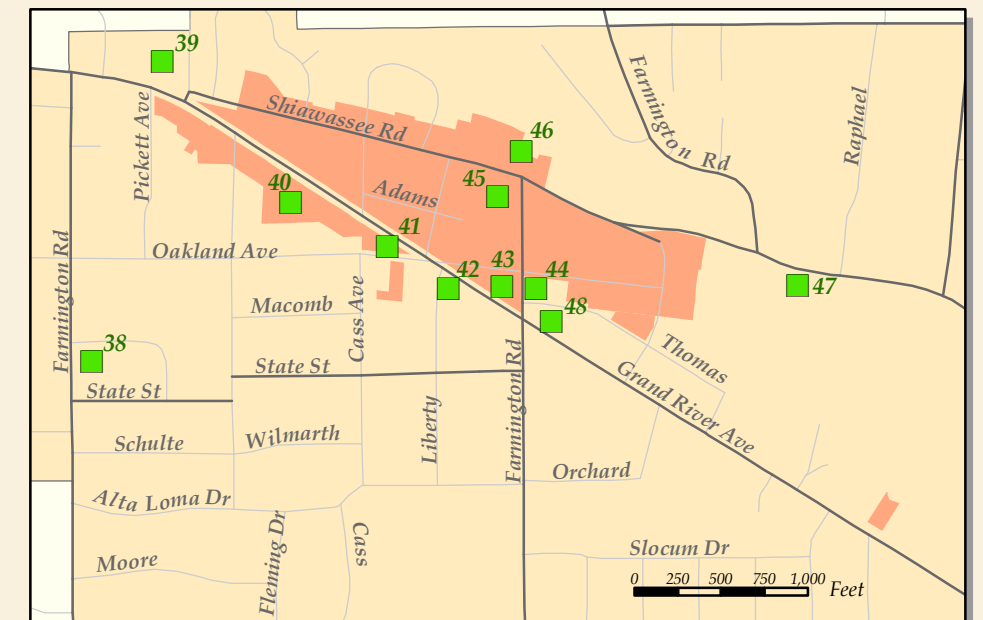 39
Farmington Rd
Pickett Ave
Shiawassee Rd
Raphael
46
40
Adams
45
41
Oakland Ave
42
43
44
47
Farmington Rd
Macomb
Cass Ave
48
38
State St
State St
Thomas
Grand River Ave
Farmington Rd
Liberty
Schulte
Wilmarth
Orchard
Alta Loma Dr
Fleming Dr
Cass
Moore
Slocum Dr
0 250 500 750 1,000 Feet